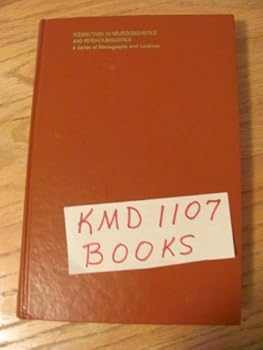 PERSPECTIVES IN NEUROLINGUISTICS
AND PSYCHOLINGUISTICS
A Series of Monographs and Treatises
KMD 1107
BOOKS